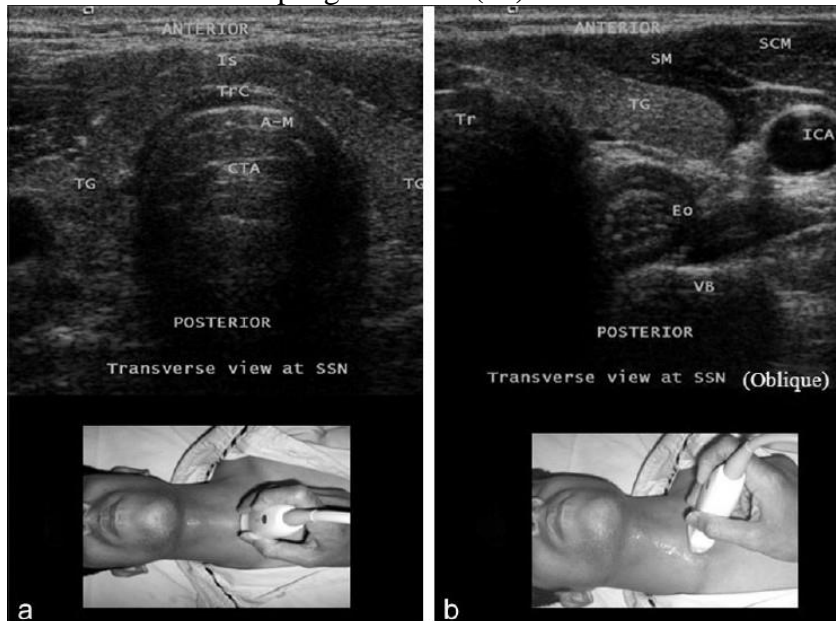 ANTERIOR
Is
TrC
A-M
CTA
TG
TG
POSTERIOR
Transverse view at SSN
a
ANTERIOR
SM
SCM
TG
Tr
ICA
Eo
VB
POSTERIOR
Transverse view at SSN (Oblique)
b